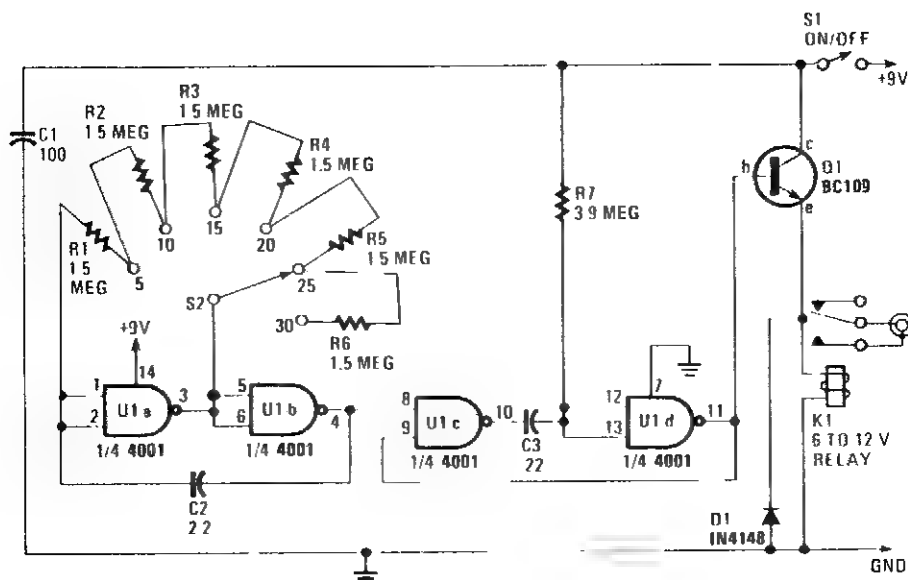 S1
ON/OFF
+9V
C1
100
R2
1 5 MEG
R3
1 5 MEG
R4
1.5 MEG
R1
1 5
MEG
5
10
15
20
R5
1 5 MEG
25
S2
30
R6
1.5 MEG
R7
3 9 MEG
b
c
e
Q1
BC109
+9V
14
1
2
U1a
3
1/4 4001
5
6
U1b
4
1/4 4001
C2
2 2
8
9
U1c
10
1/4 4001
C3
22
12
13
7
U1d
11
1/4 4001
K1
6 TO 12 V
RELAY
D1
IN4148
GND